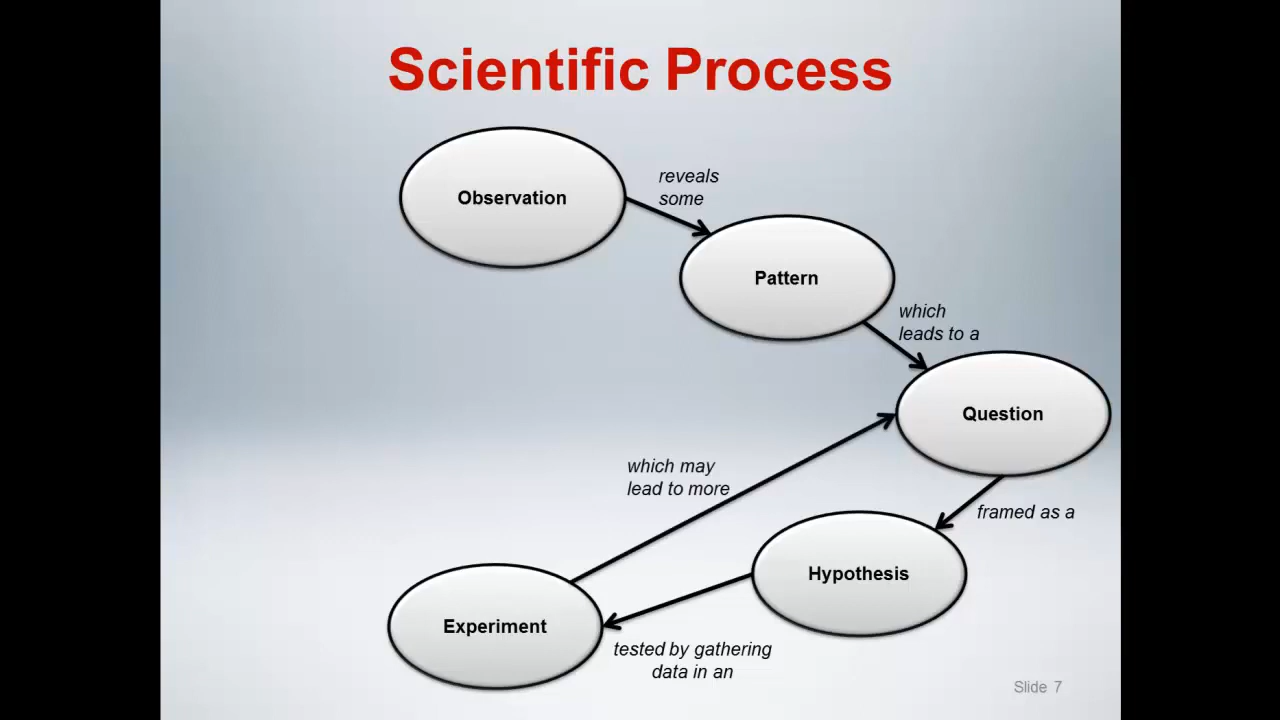 Scientific Process
Observation
reveals
some
Pattern
which
leads to a
Question
which may
lead to more
framed as a
Hypothesis
Experiment
tested by gathering
data in an
Slide 7